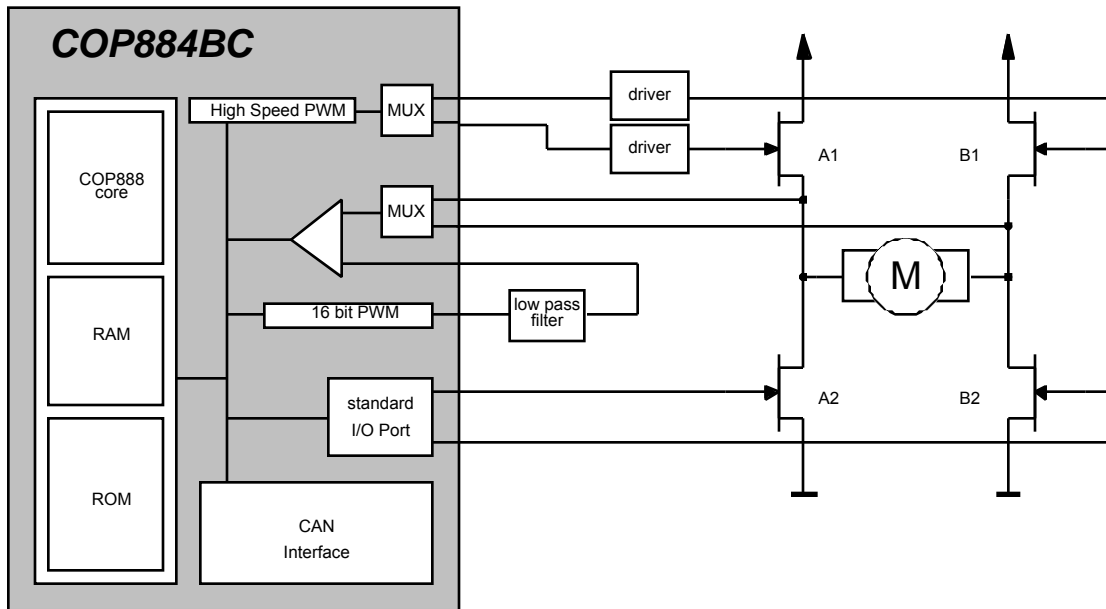 COP884BC
High Speed PWM
MUX
driver
driver
A1
B1
COP888
core
MUX
M
16 bit PWM
low pass
filter
RAM
standard
I/O Port
A2
B2
ROM
CAN
Interface